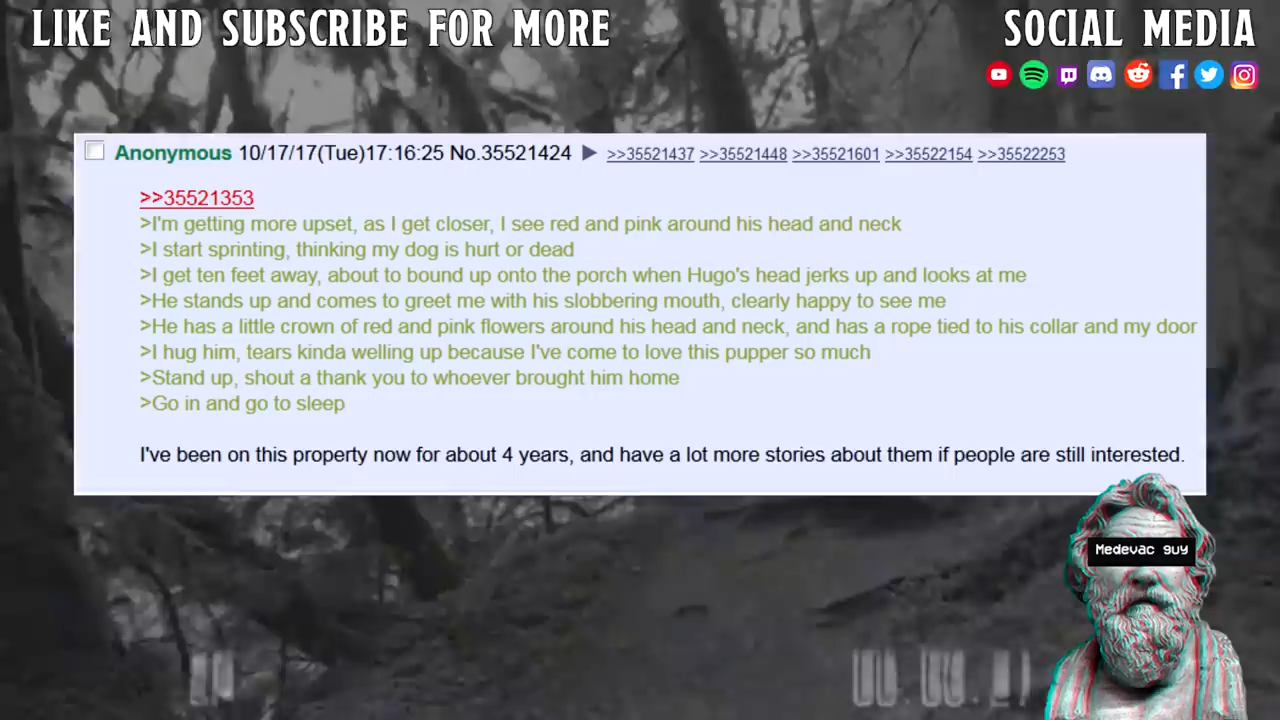 LIKE AND SUBSCRIBE FOR MORE
SOCIAL MEDIA
Anonymous 10/17/17(Tue)17:16:25 No.35521424 ▶ >>35521437 >>35521448 >>35521601 >>35522154 >>35522253
>>35521353
>I'm getting more upset, as I get closer, I see red and pink around his head and neck
>I start sprinting, thinking my dog is hurt or dead
>I get ten feet away, about to bound up onto the porch when Hugo's head jerks up and looks at me
>He stands up and comes to greet me with his slobbering mouth, clearly happy to see me
>He has a little crown of red and pink flowers around his head and neck, and has a rope tied to his collar and my door
>I hug him, tears kinda welling up because I've come to love this pupper so much
>Stand up, shout a thank you to whoever brought him home
>Go in and go to sleep
I've been on this property now for about 4 years, and have a lot more stories about them if people are still interested.
Medevac guy